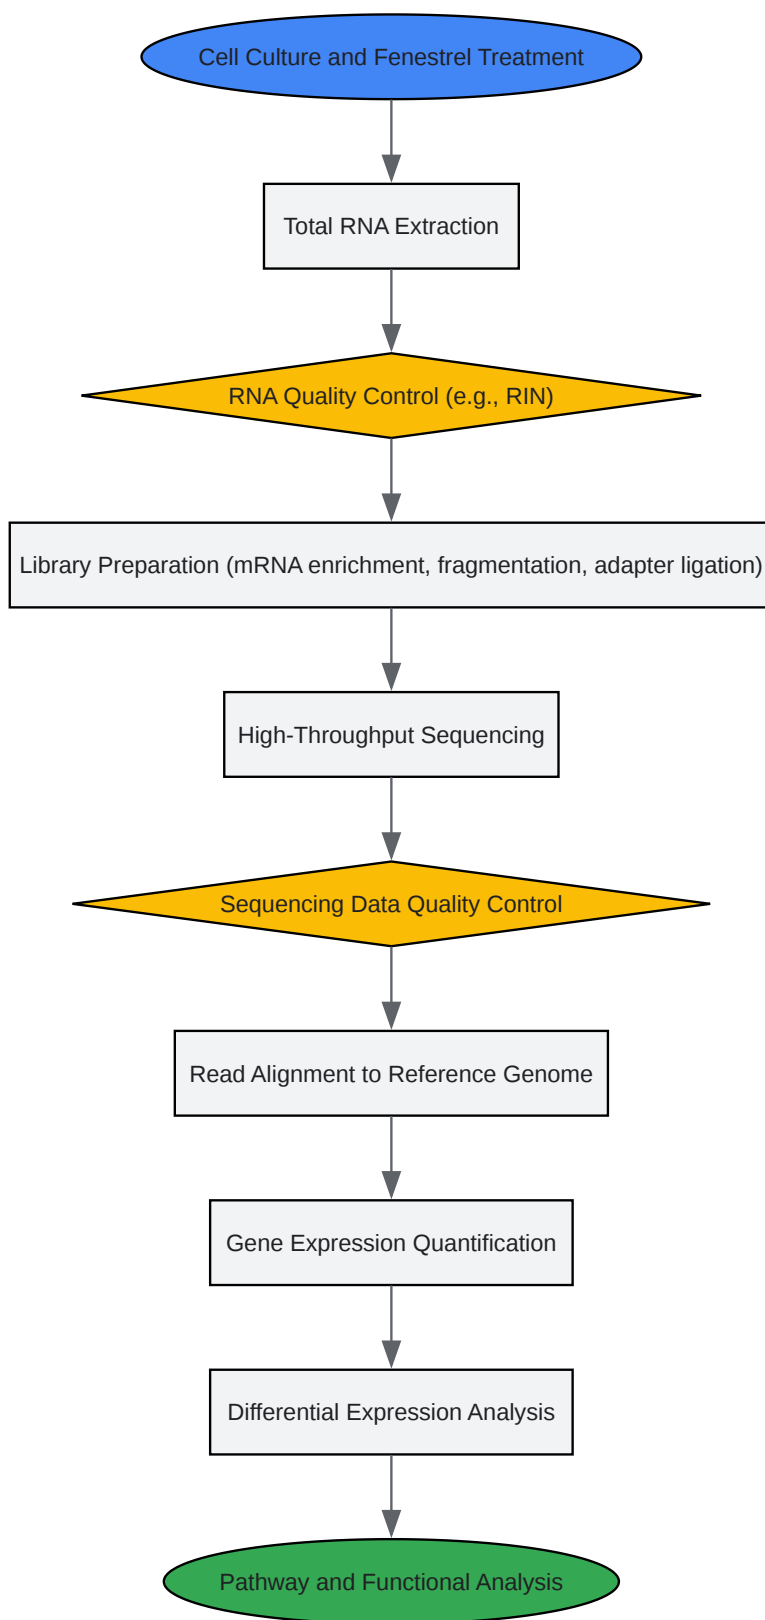 Cell Culture and Fenestrel Treatment
Total RNA Extraction
RNA Quality Control (e.g., RIN)
Library Preparation (mRNA enrichment, fragmentation, adapter ligation)
High-Throughput Sequencing
Sequencing Data Quality Control
Read Alignment to Reference Genome
Gene Expression Quantification
Differential Expression Analysis
Pathway and Functional Analysis